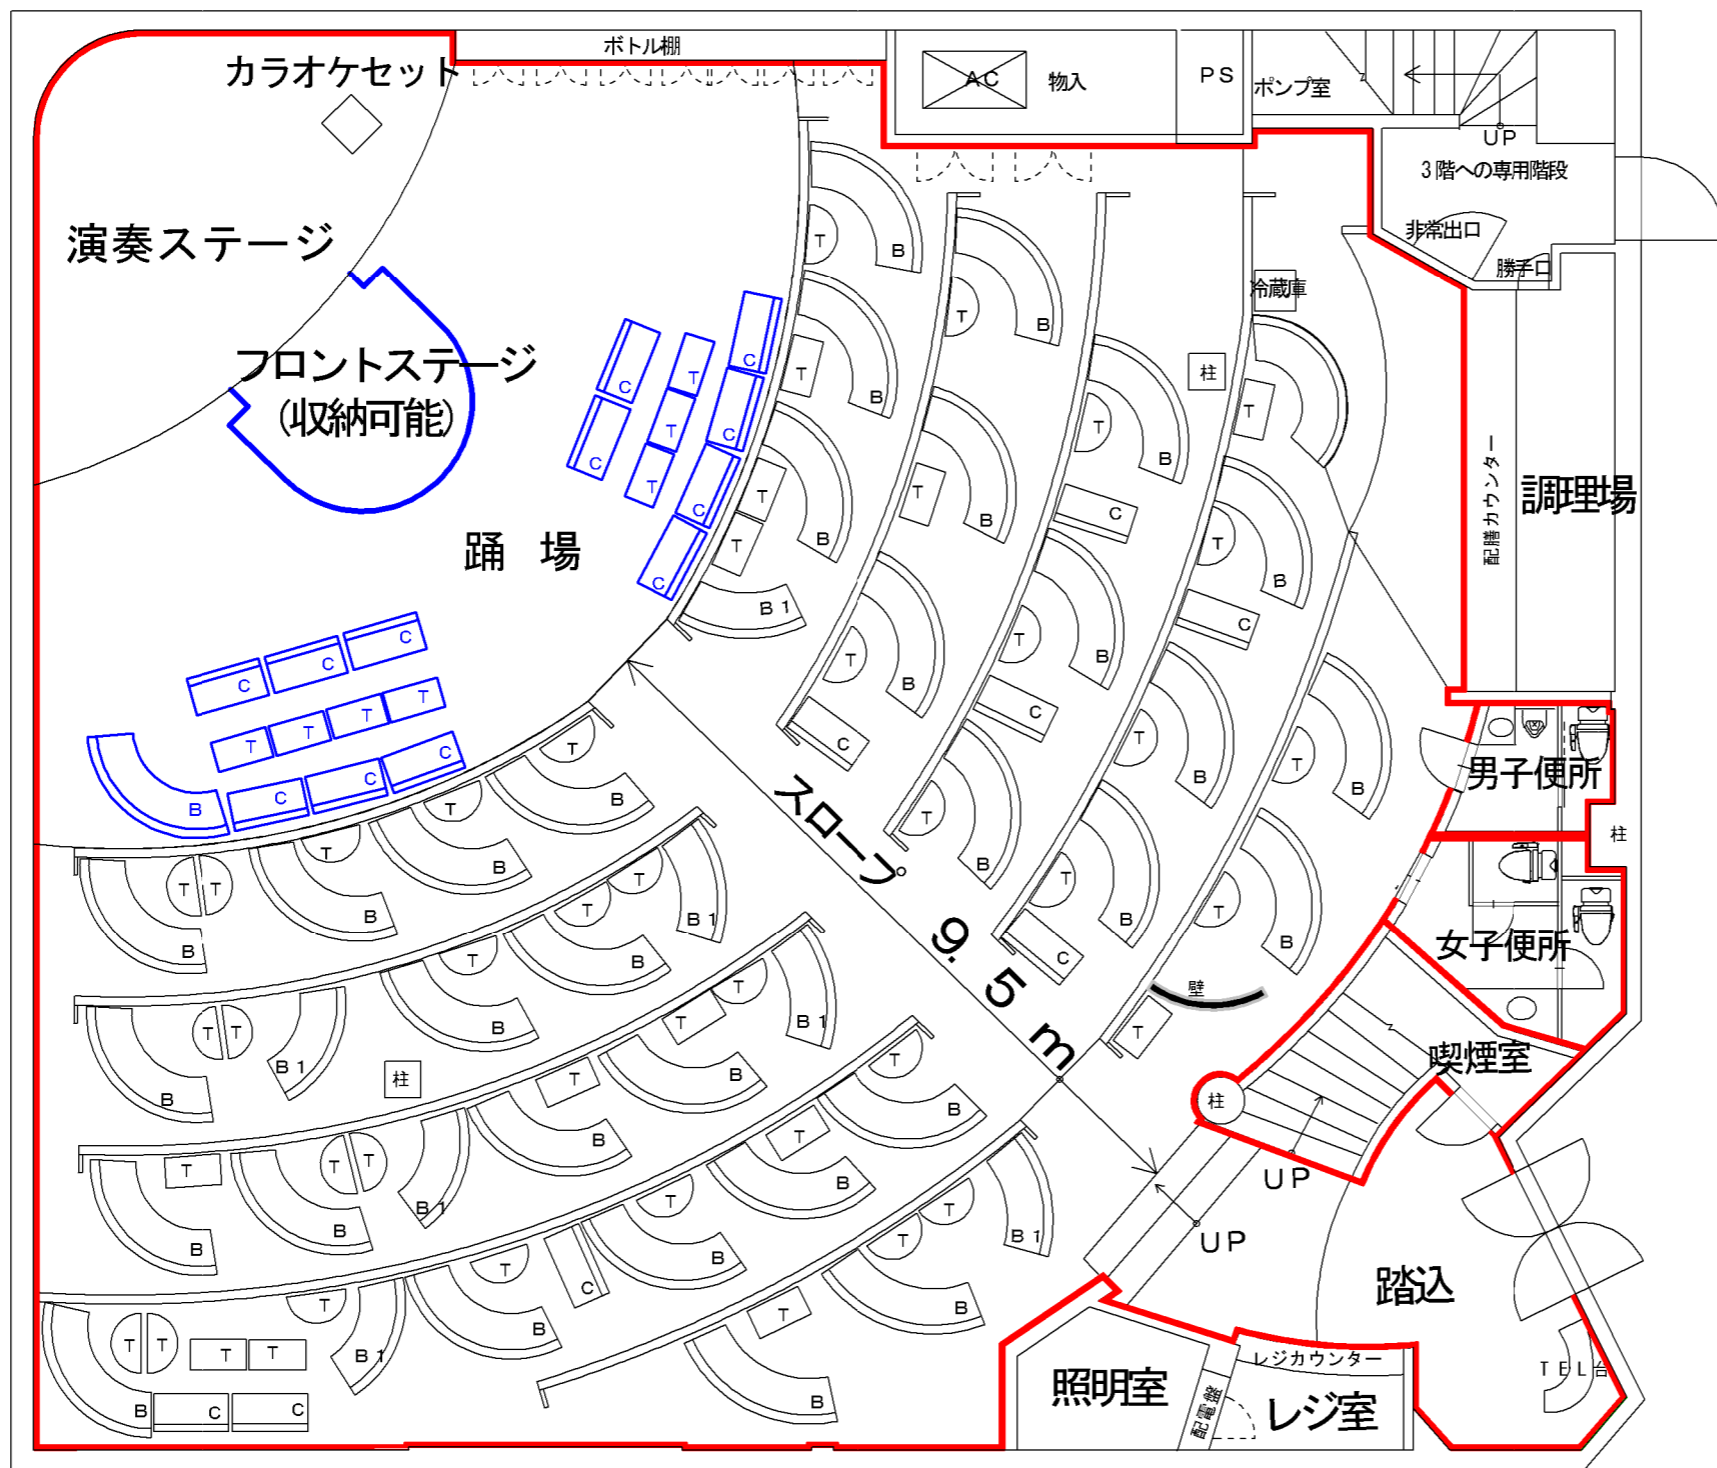 ボトル棚
カラオケセット
AC
物入
PS
ポンプ室
UP
3階への専用階段
非常出口
勝手口
演奏ステージ
冷蔵庫
フロントステージ
(収納可能)
柱
配膳カウンター
調理場
踊 場
スロープ 9.5m
男子便所
柱
女子便所
壁
喫煙室
柱
柱
UP
UP
踏込
レジカウンター
TEL台
照明室
配電盤
レジ室
T
B
C
B1